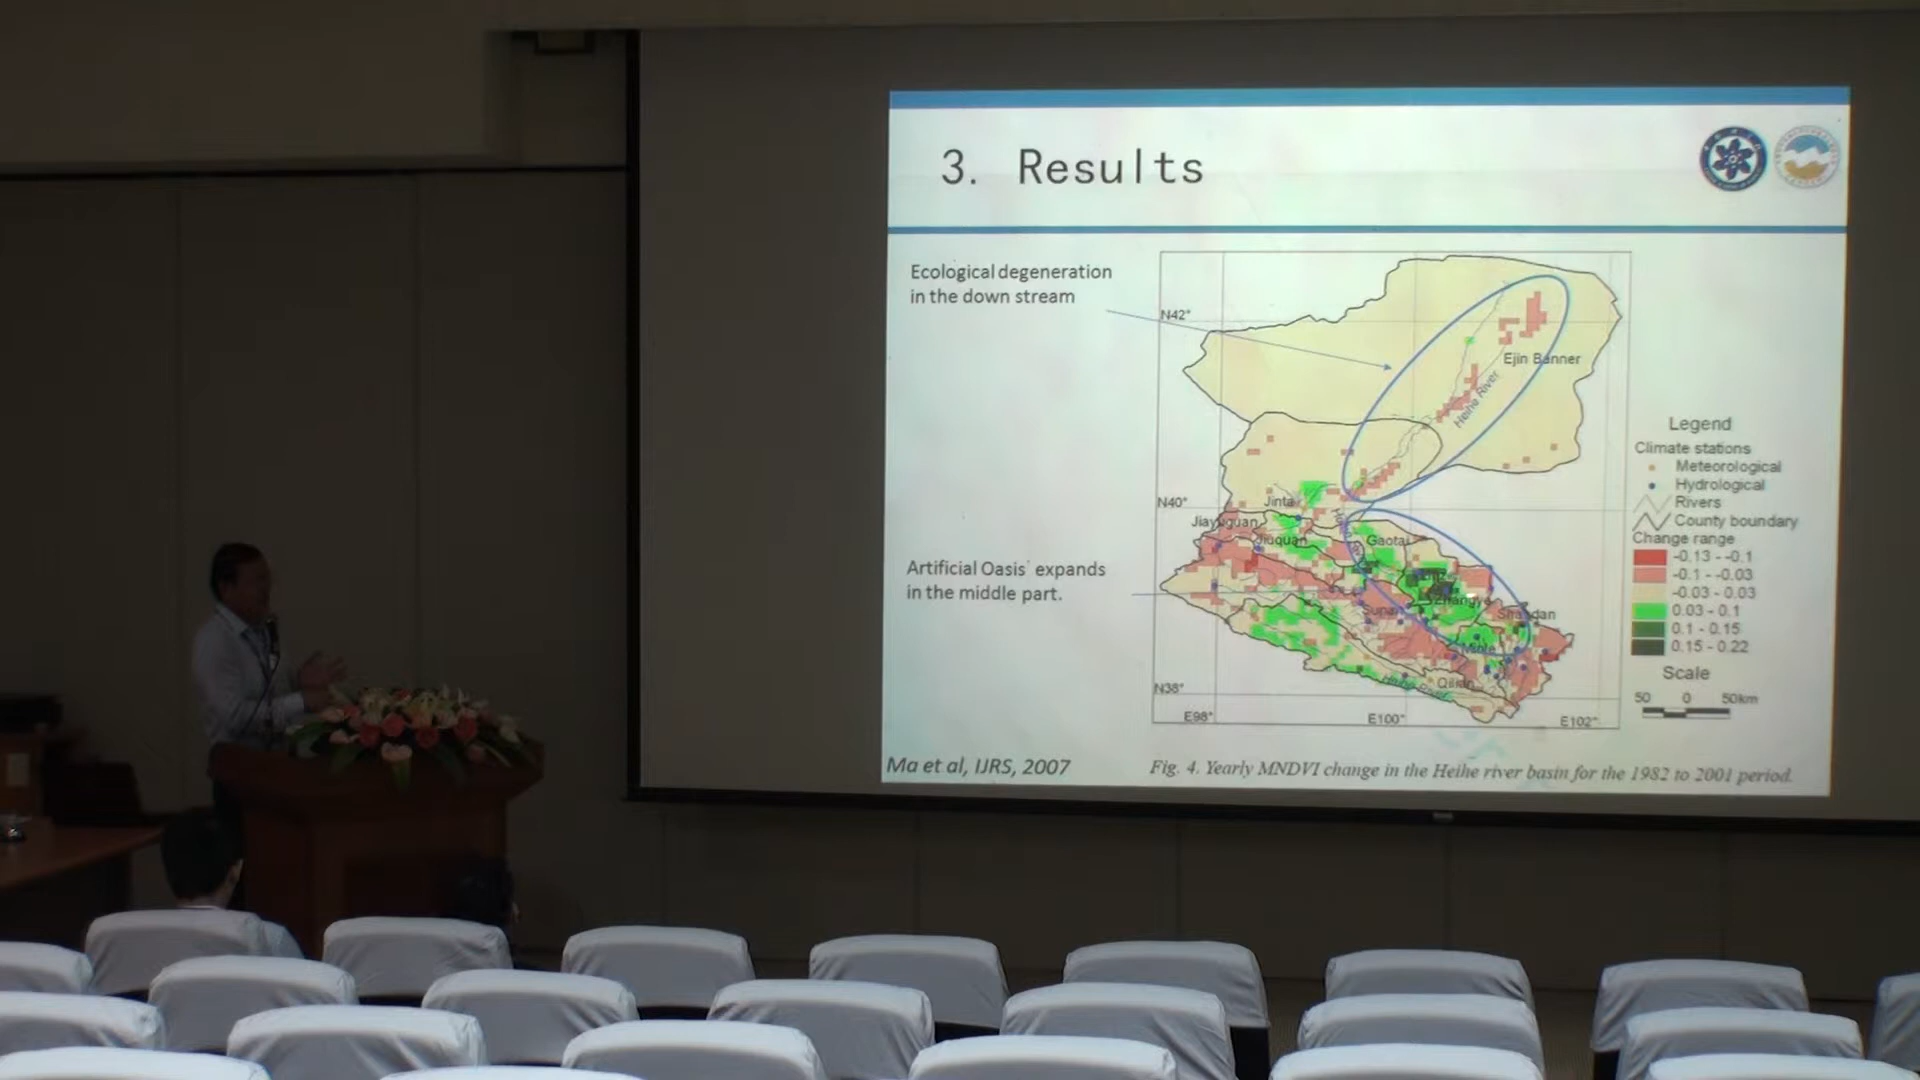 3. Results
Ecological degeneration
in the down stream
Artificial Oasis expands
in the middle part.
N42°
N40°
N38°
E98°
E100°
E102°
Ejin Banner
Heihe River
Jinta
Jiayuguan
Jiuquan
Gaotai
Zhangye
Sunan
Shandan
Minle
Qilian
Legend
Climate stations
Meteorological
Hydrological
Rivers
County boundary
Change range
-0.13 - -0.1
-0.1 - -0.03
-0.03 - 0.03
0.03 - 0.1
0.1 - 0.15
0.15 - 0.22
Scale
50 0 50km
Ma et al, IJRS, 2007
Fig. 4. Yearly MNDVI change in the Heihe river basin for the 1982 to 2001 period.